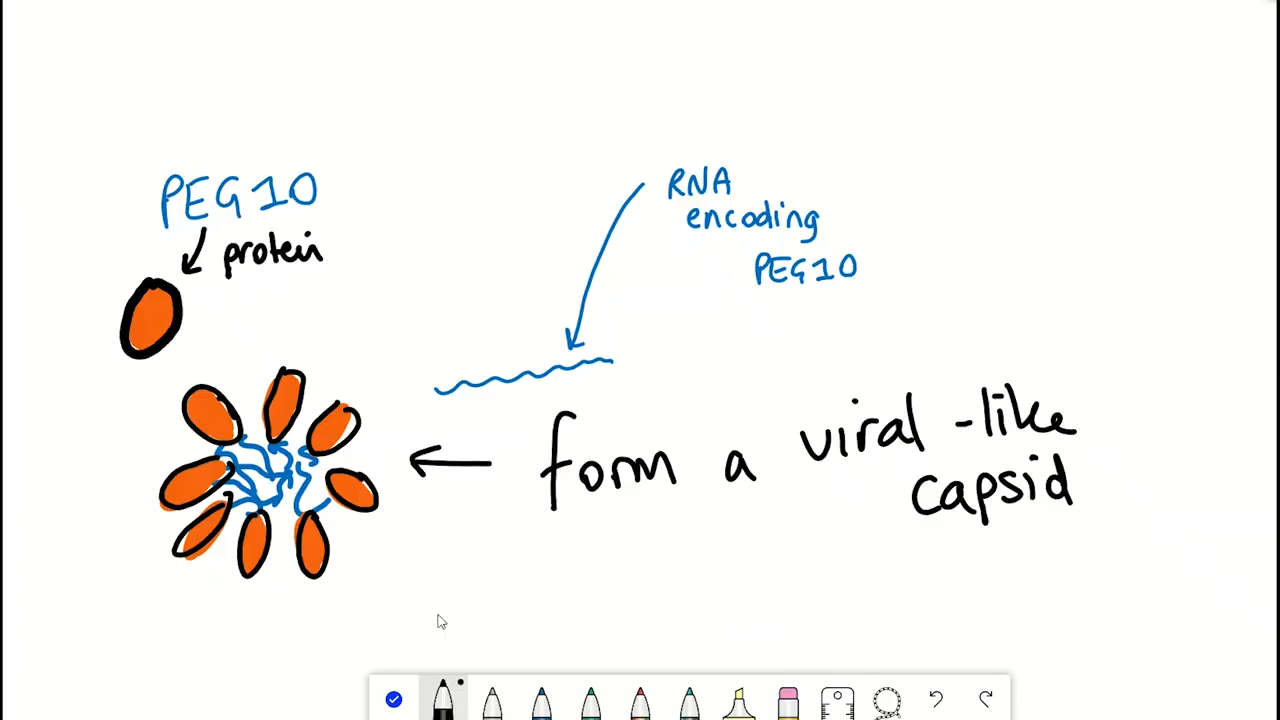 PEG10
protein
RNA
encoding
PEG10
form a viral-like
capsid